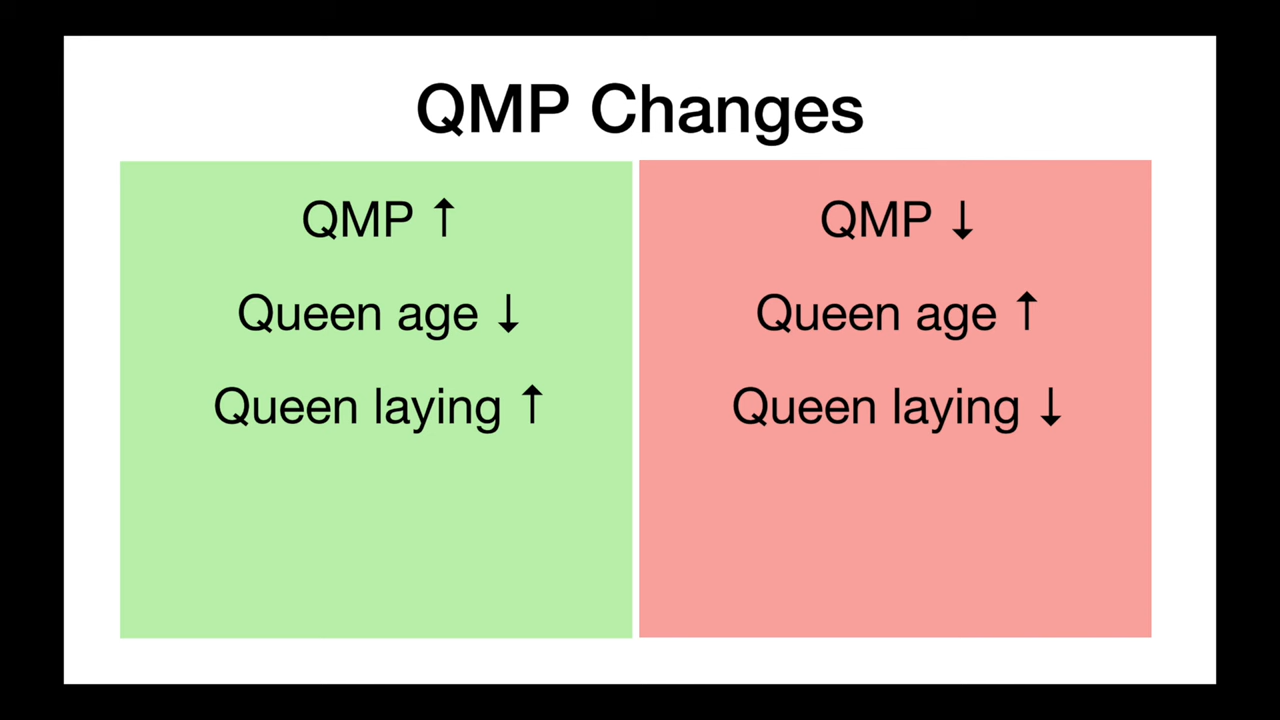 QMP Changes
QMP ↑
Queen age ↓
Queen laying ↑
QMP ↓
Queen age ↑
Queen laying ↓